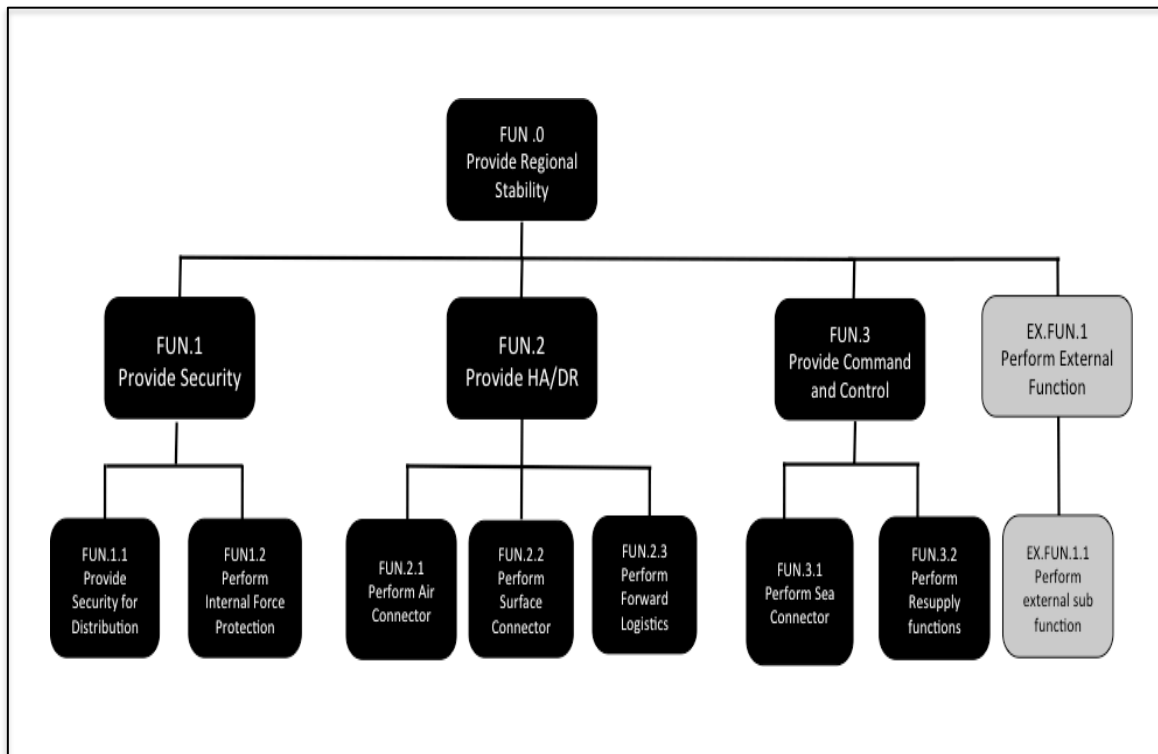 FUN .0
Provide Regional
Stability
FUN.1
Provide Security
FUN.2
Provide HA/DR
FUN.3
Provide Command
and Control
EX.FUN.1
Perform External
Function
FUN.1.1
Provide
Security for
Distribution
FUN1.2
Perform
Internal Force
Protection
FUN.2.1
Perform Air
Connector
FUN.2.2
Perform
Surface
Connector
FUN.2.3
Perform
Forward
Logistics
FUN.3.1
Perform Sea
Connector
FUN.3.2
Perform
Resupply
functions
EX.FUN.1.1
Perform
external sub
function